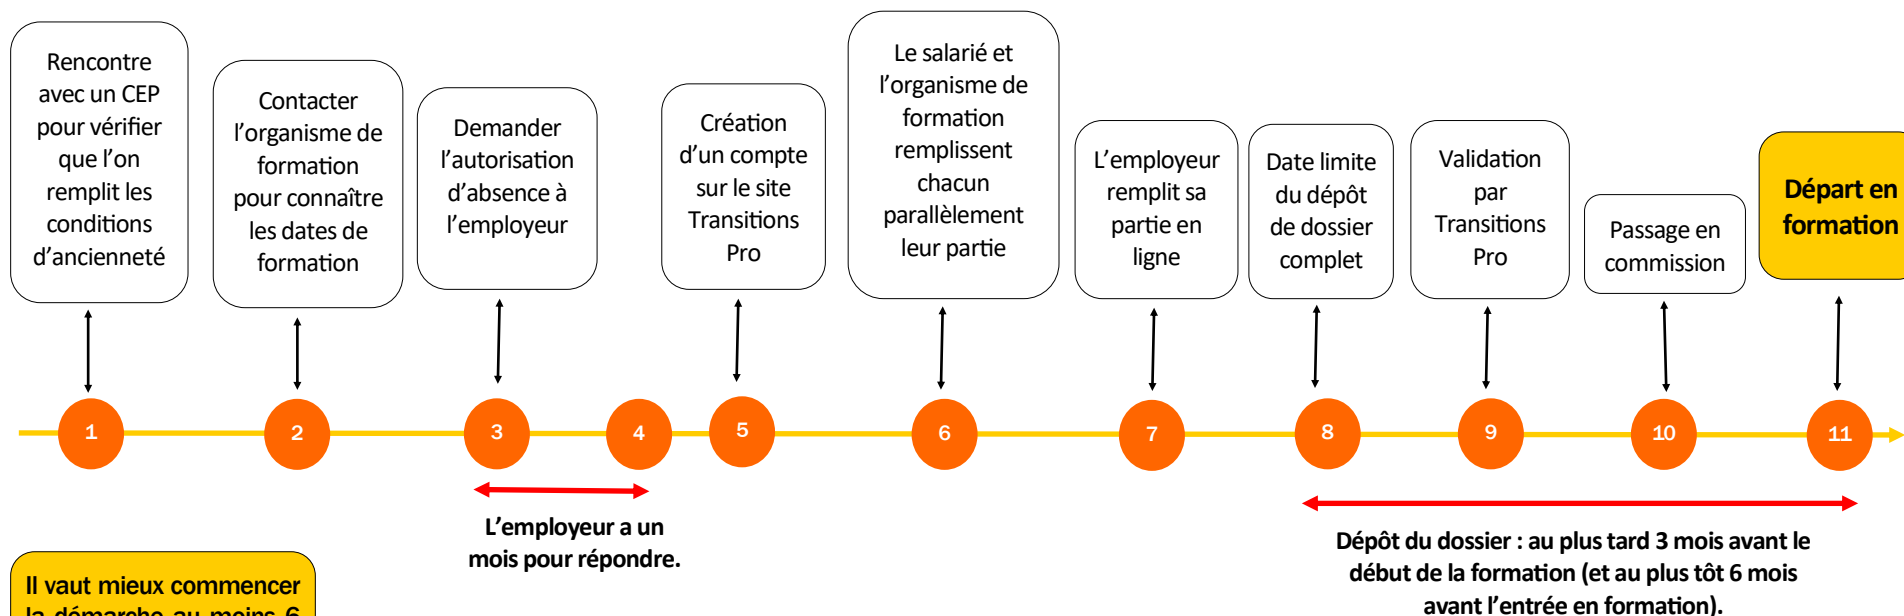 Rencontre
avec un CEP
pour vérifier
que l’on
remplit les
conditions
d’ancienneté
Contacter
l’organisme de
formation
pour connaître
les dates de
formation
Demander
l’autorisation
d’absence à
l’employeur
Création
d’un compte
sur le site
Transitions
Pro
Le salarié et
l’organisme de
formation
remplissent
chacun
parallèlement
leur partie
L’employeur
remplit sa
partie en
ligne
Date limite
du dépôt
de dossier
complet
Validation
par
Transitions
Pro
Passage en
commission
Départ en
formation
1
2
3
4
5
6
7
8
9
10
11
L’employeur a un
mois pour répondre.
Dépôt du dossier : au plus tard 3 mois avant le
début de la formation (et au plus tôt 6 mois
avant l’entrée en formation).
Il vaut mieux commencer
la démarche au moins 6